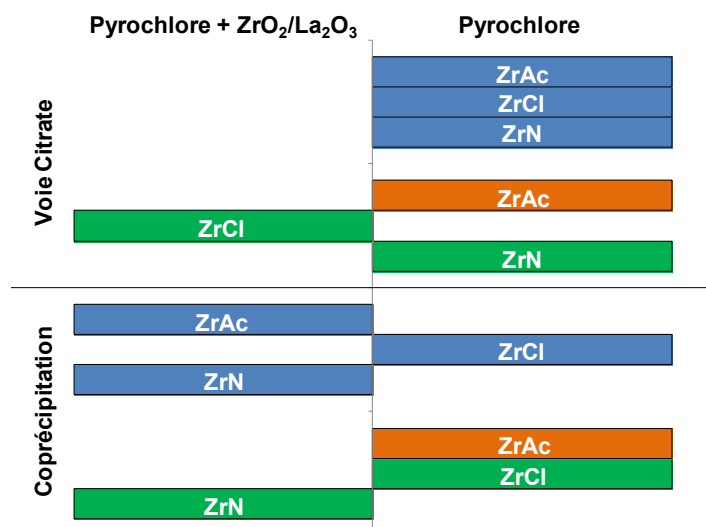 Pyrochlore + ZrO₂/La₂O₃
Pyrochlore
Voie Citrate
ZrAc
ZrCl
ZrN
ZrAc
ZrCl
ZrN
Coprécipitation
ZrAc
ZrCl
ZrN
ZrAc
ZrCl
ZrN